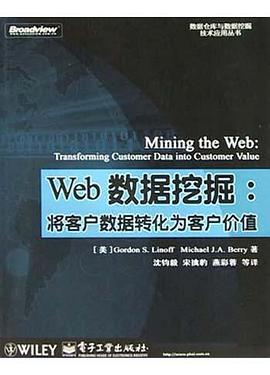 Broadview
数据仓库与数据挖掘
技术应用丛书
Mining the Web:
Transforming Customer Data into Customer Value
Web 数据挖掘:
将客户数据转化为客户价值
[美] Gordon S. Linoff Michael J.A. Berry 著
沈钧毅 宋擒豹 燕彩蓉 等译
WILEY 电子工业出版社